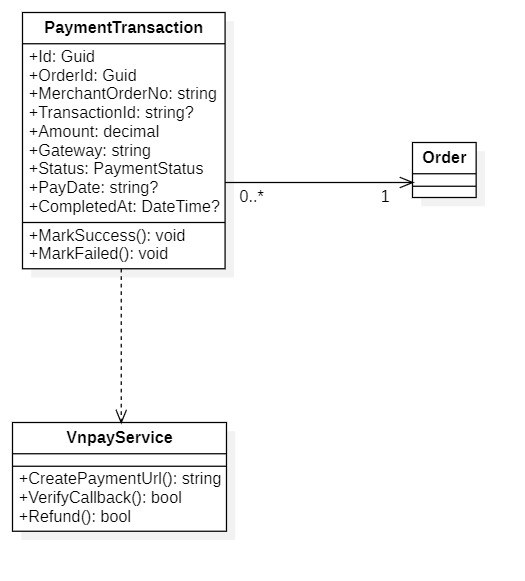 PaymentTransaction
+Id: Guid
+OrderId: Guid
+MerchantOrderNo: string
+TransactionId: string?
+Amount: decimal
+Gateway: string
+Status: PaymentStatus
+PayDate: string?
+CompletedAt: DateTime?
+MarkSuccess(): void
+MarkFailed(): void
0..*
1
Order
VnpayService
+CreatePaymentUrl(): string
+VerifyCallback(): bool
+Refund(): bool